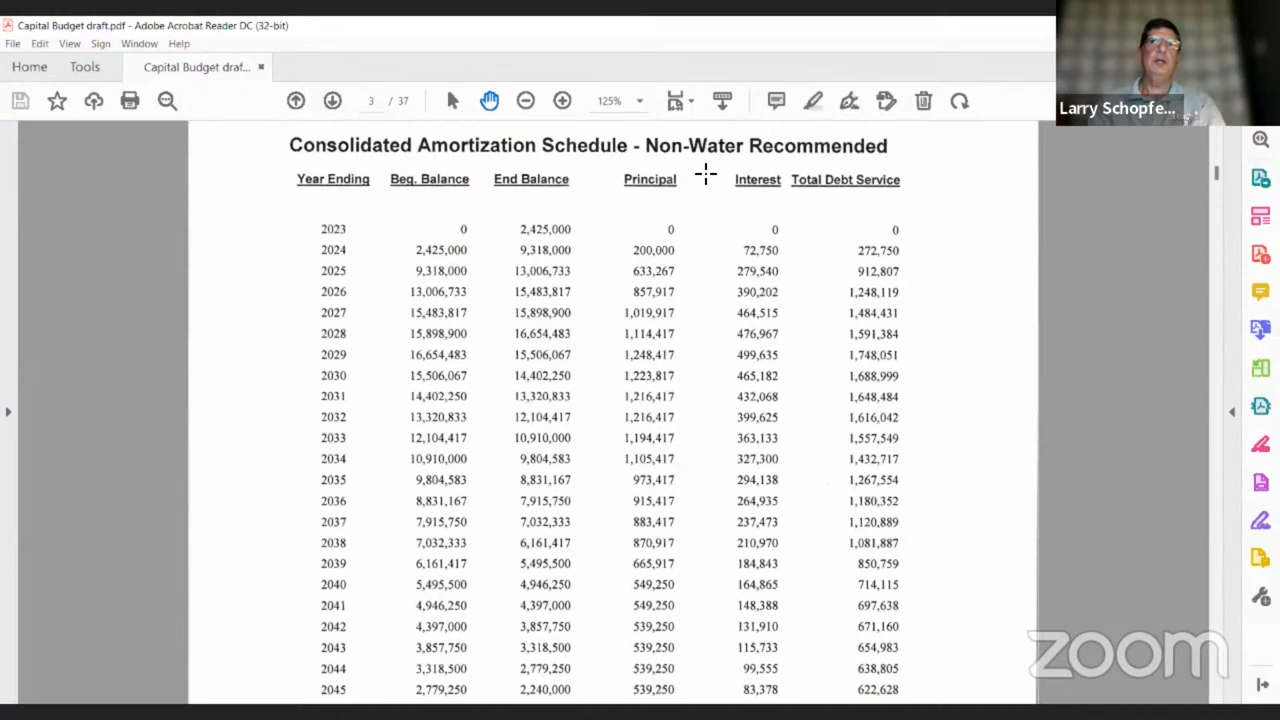 Capital Budget draft.pdf - Adobe Acrobat Reader DC (32-bit)
File Edit View Sign Window Help
Home Tools Capital Budget draf... ×
3 / 37 125%
Larry Schopfe...
Consolidated Amortization Schedule - Non-Water Recommended
Year Ending Beg. Balance End Balance Principal Interest Total Debt Service
2023 0 2,425,000 0 0 0
2024 2,425,000 9,318,000 200,000 72,750 272,750
2025 9,318,000 13,006,733 633,267 279,540 912,807
2026 13,006,733 15,483,817 857,917 390,202 1,248,119
2027 15,483,817 15,898,900 1,019,917 464,515 1,484,431
2028 15,898,900 16,654,483 1,114,417 476,967 1,591,384
2029 16,654,483 15,506,067 1,248,417 499,635 1,748,051
2030 15,506,067 14,402,250 1,223,817 465,182 1,688,999
2031 14,402,250 13,320,833 1,216,417 432,068 1,648,484
2032 13,320,833 12,104,417 1,216,417 399,625 1,616,042
2033 12,104,417 10,910,000 1,194,417 363,133 1,557,549
2034 10,910,000 9,804,583 1,105,417 327,300 1,432,717
2035 9,804,583 8,831,167 973,417 294,138 1,267,554
2036 8,831,167 7,915,750 915,417 264,935 1,180,352
2037 7,915,750 7,032,333 883,417 237,473 1,120,889
2038 7,032,333 6,161,417 870,917 210,970 1,081,887
2039 6,161,417 5,495,500 665,917 184,843 850,759
2040 5,495,500 4,946,250 549,250 164,865 714,115
2041 4,946,250 4,397,000 549,250 148,388 697,638
2042 4,397,000 3,857,750 539,250 131,910 671,160
2043 3,857,750 3,318,500 539,250 115,733 654,983
2044 3,318,500 2,779,250 539,250 99,555 638,805
2045 2,779,250 2,240,000 539,250 83,378 622,628
zoom